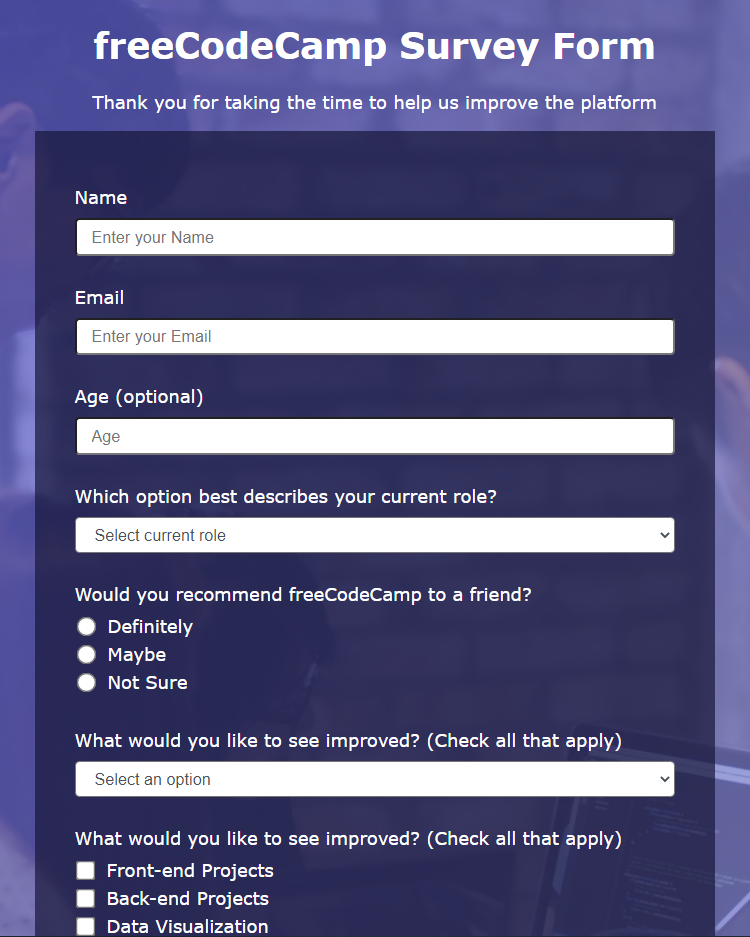 freeCodeCamp Survey Form
Thank you for taking the time to help us improve the platform
Name
Enter your Name
Email
Enter your Email
Age (optional)
Age
Which option best describes your current role?
Select current role
Would you recommend freeCodeCamp to a friend?
Definitely
Maybe
Not Sure
What would you like to see improved? (Check all that apply)
Select an option
What would you like to see improved? (Check all that apply)
Front-end Projects
Back-end Projects
Data Visualization